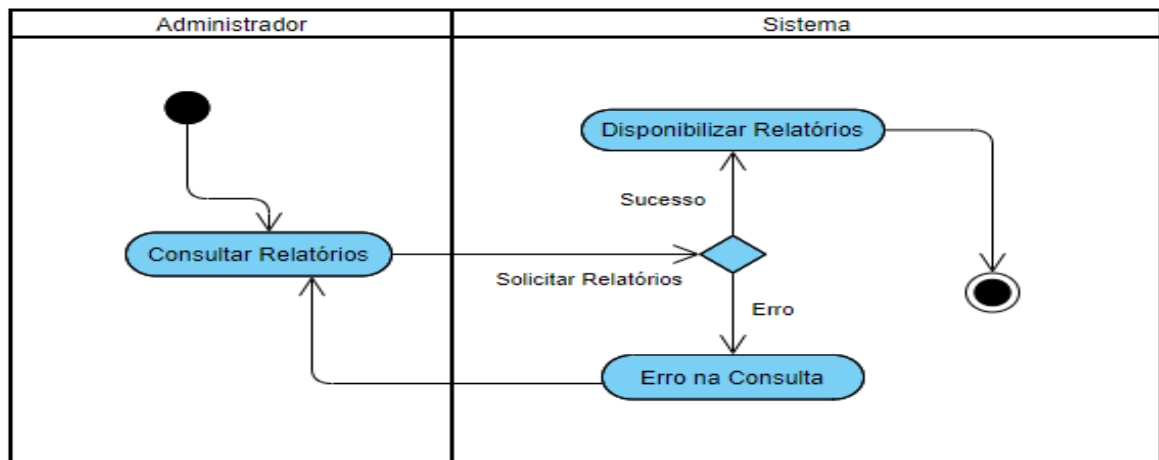 Administrador
Sistema
Disponibilizar Relatórios
Sucesso
Consultar Relatórios
Solicitar Relatórios
Erro
Erro na Consulta